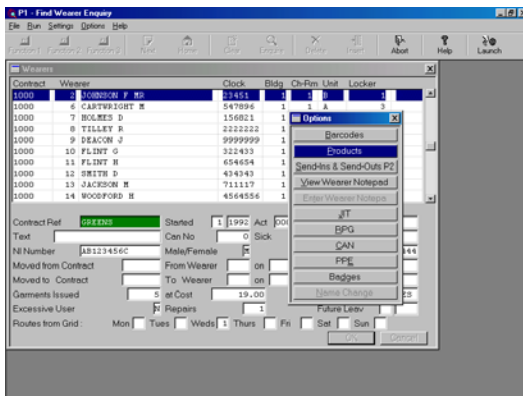 P1 - Find Wearer Enquiry
File Run Settings Options Help
Function 1 Function 2 Function 3 Next Home Clear Enquire Delete Insert Abort Help Launch
Wearers
Contract Wearer Clock Bldg Ch-Rm Unit Locker
1000 2 JOHNSON F MR 23451 1 1 B 1
1000 6 CARTWRIGHT M 547896 1 1 A 3
1000 7 HOLMES D 156821 1
1000 8 TILLEY R 2222222 1
1000 9 DEACON J 9999999 1
1000 10 FLINT G 322433 1
1000 11 FLINT H 654654 1
1000 12 SMITH D 434343 1
1000 13 JACKSON M 711117 1
1000 14 WOODFORD H 4564556 1
Options
Barcodes
Products
Send-Ins & Send-Outs P2
View Wearer Notepad
Enter Wearer Notepa
JIT
BPG
CAN
PPE
Badges
Name Change
Contract Ref GREENS Started 1 1992 Act
Text Can No 0 Sick
NI Number AB123456C Male/Female M
Moved from Contract From Wearer on
Moved to Contract To Wearer on
Garments Issued 5 at Cost 19.00
Excessive User N Repairs 1 Future Leav
Routes from Grid : Mon Tues Weds 1 Thurs Fri Sat Sun
OK Cancel